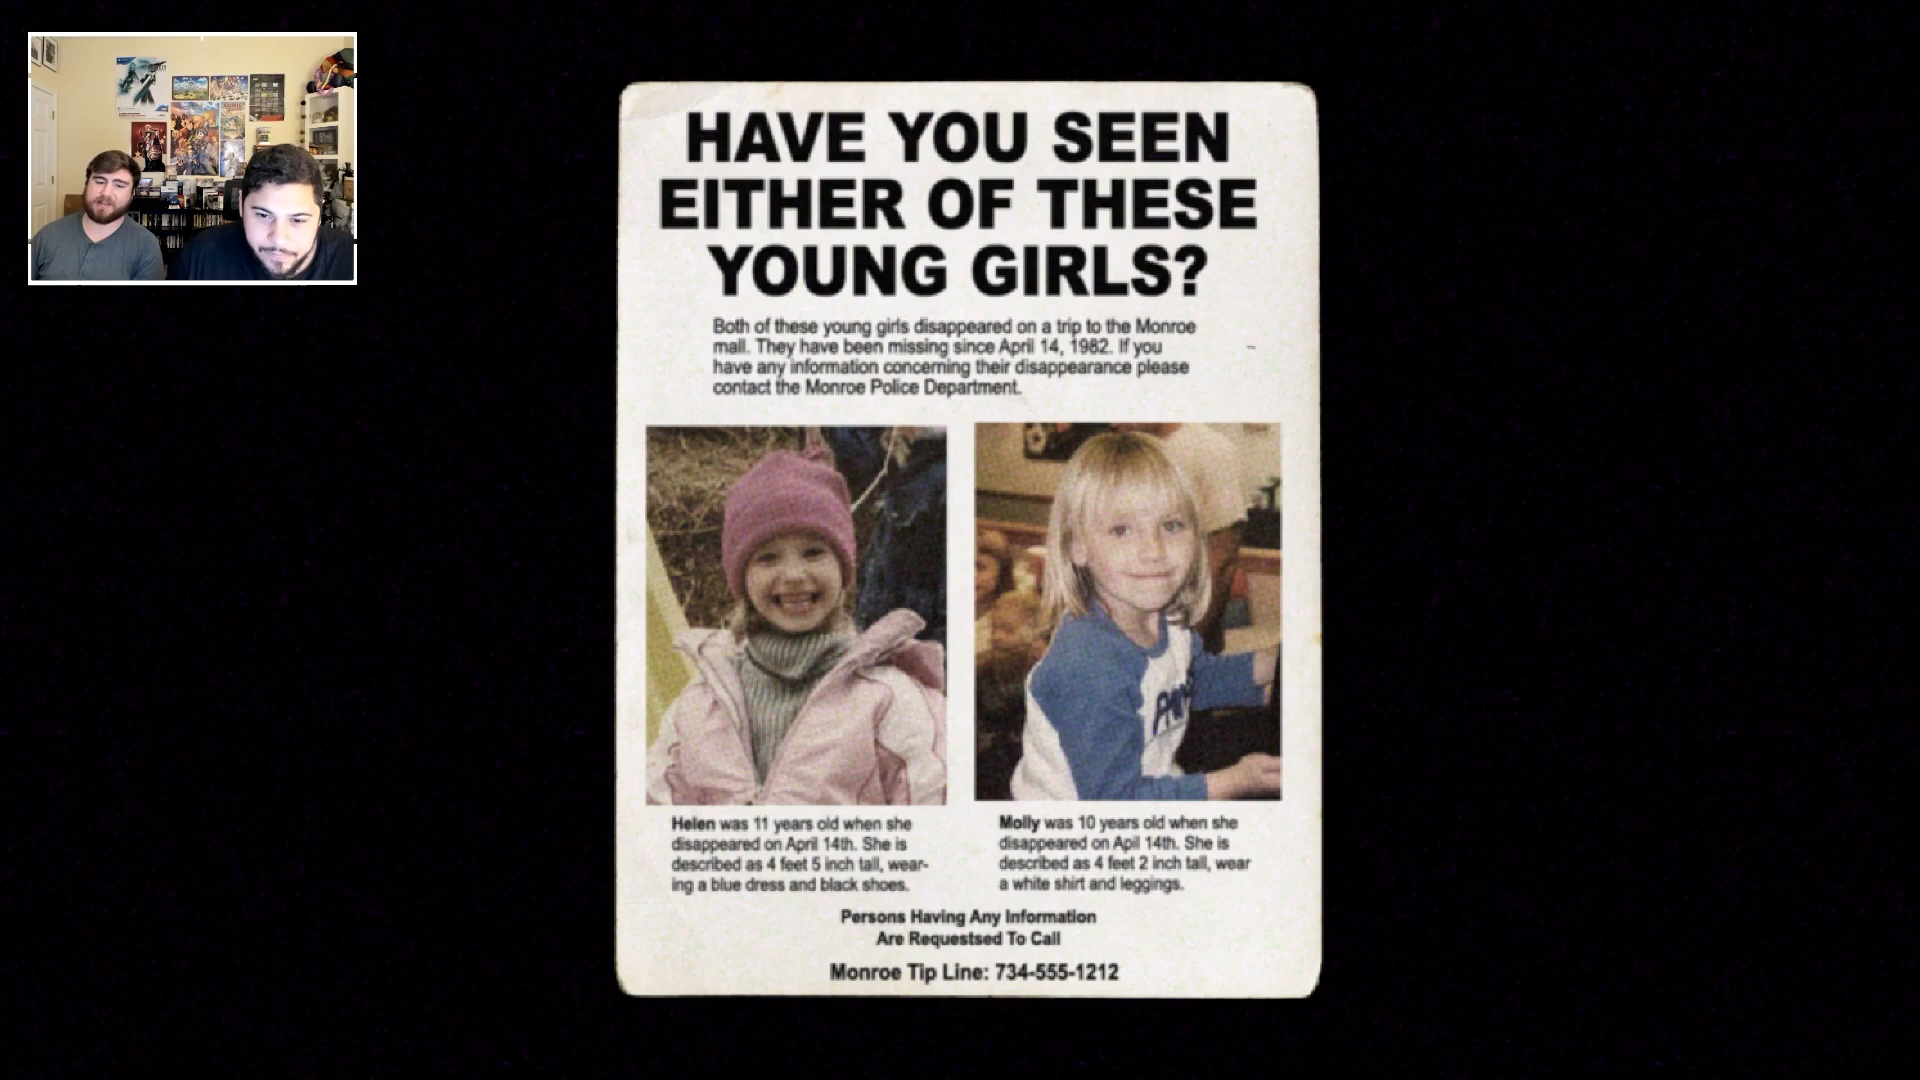 HAVE YOU SEEN
EITHER OF THESE
YOUNG GIRLS?
Both of these young girls disappeared on a trip to the Monroe
mall. They have been missing since April 14, 1982. If you
have any information concerning their disappearance please
contact the Monroe Police Department.
Helen was 11 years old when she
disappeared on April 14th. She is
described as 4 feet 5 inch tall, wear-
ing a blue dress and black shoes.
Molly was 10 years old when she
disappeared on Apil 14th. She is
described as 4 feet 2 inch tall, wear
a white shirt and leggings.
Persons Having Any Information
Are Requestsed To Call
Monroe Tip Line: 734-555-1212